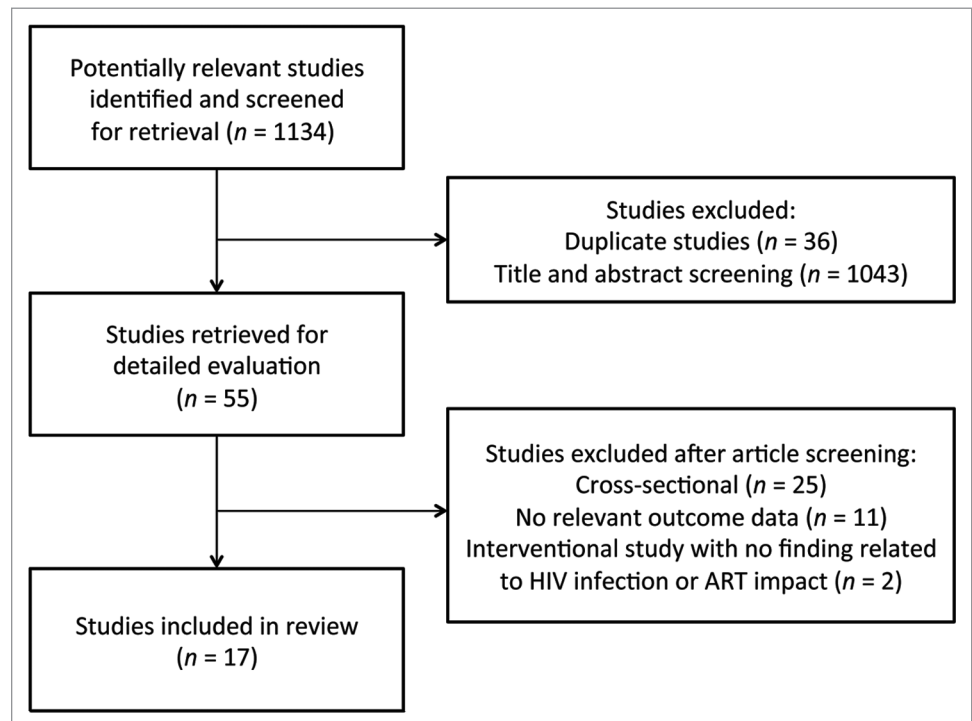 Potentially relevant studies
identified and screened
for retrieval (n = 1134)
Studies excluded:
Duplicate studies (n = 36)
Title and abstract screening (n = 1043)
Studies retrieved for
detailed evaluation
(n = 55)
Studies excluded after article screening:
Cross-sectional (n = 25)
No relevant outcome data (n = 11)
Interventional study with no finding related
to HIV infection or ART impact (n = 2)
Studies included in review
(n = 17)